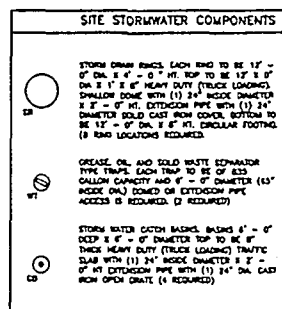 SITE STORMWATER COMPONENTS
STORM DRAIN RINGS. EACH RING TO BE 12' -
0" DIA. X 4' - 0" HT. TOP TO BE 12' X 0"
DIA X 1' X 8" HEAVY DUTY (TRUCK LOADING)
SHALLOW DOME WITH (1) 24" INSIDE DIAMETER
X 2' - 0" HT. EXTENSION PIPE WITH (1) 24"
DIAMETER SOLID CAST IRON COVER. BOTTOM TO
BE 12' - 0" DIA. X 8" HT. CIRCULAR FOOTING.
(8 RING LOCATIONS REQUIRED)
GREASE, OIL, AND SOLID WASTE SEPARATOR
TYPE TRAPS. EACH TRAP TO BE OF 635
GALLON CAPACITY AND 6' - 0" DIAMETER (65"
INSIDE DIA.) DOMED OR EXTENSION PIPE
ACCESS IS REQUIRED. (2 REQUIRED)
WT
STORM WATER CATCH BASINS. BASINS 6' - 0"
DEEP X 6' - 0" DIAMETER TOP TO BE 8"
THICK HEAVY DUTY (TRUCK LOADING) TRAFFIC
SLAB WITH (1) 24" INSIDE DIAMETER X 2' -
0" HT EXTENSION PIPE WITH (1) 24" DIA. CAST
IRON OPEN GRATE (4 REQUIRED)